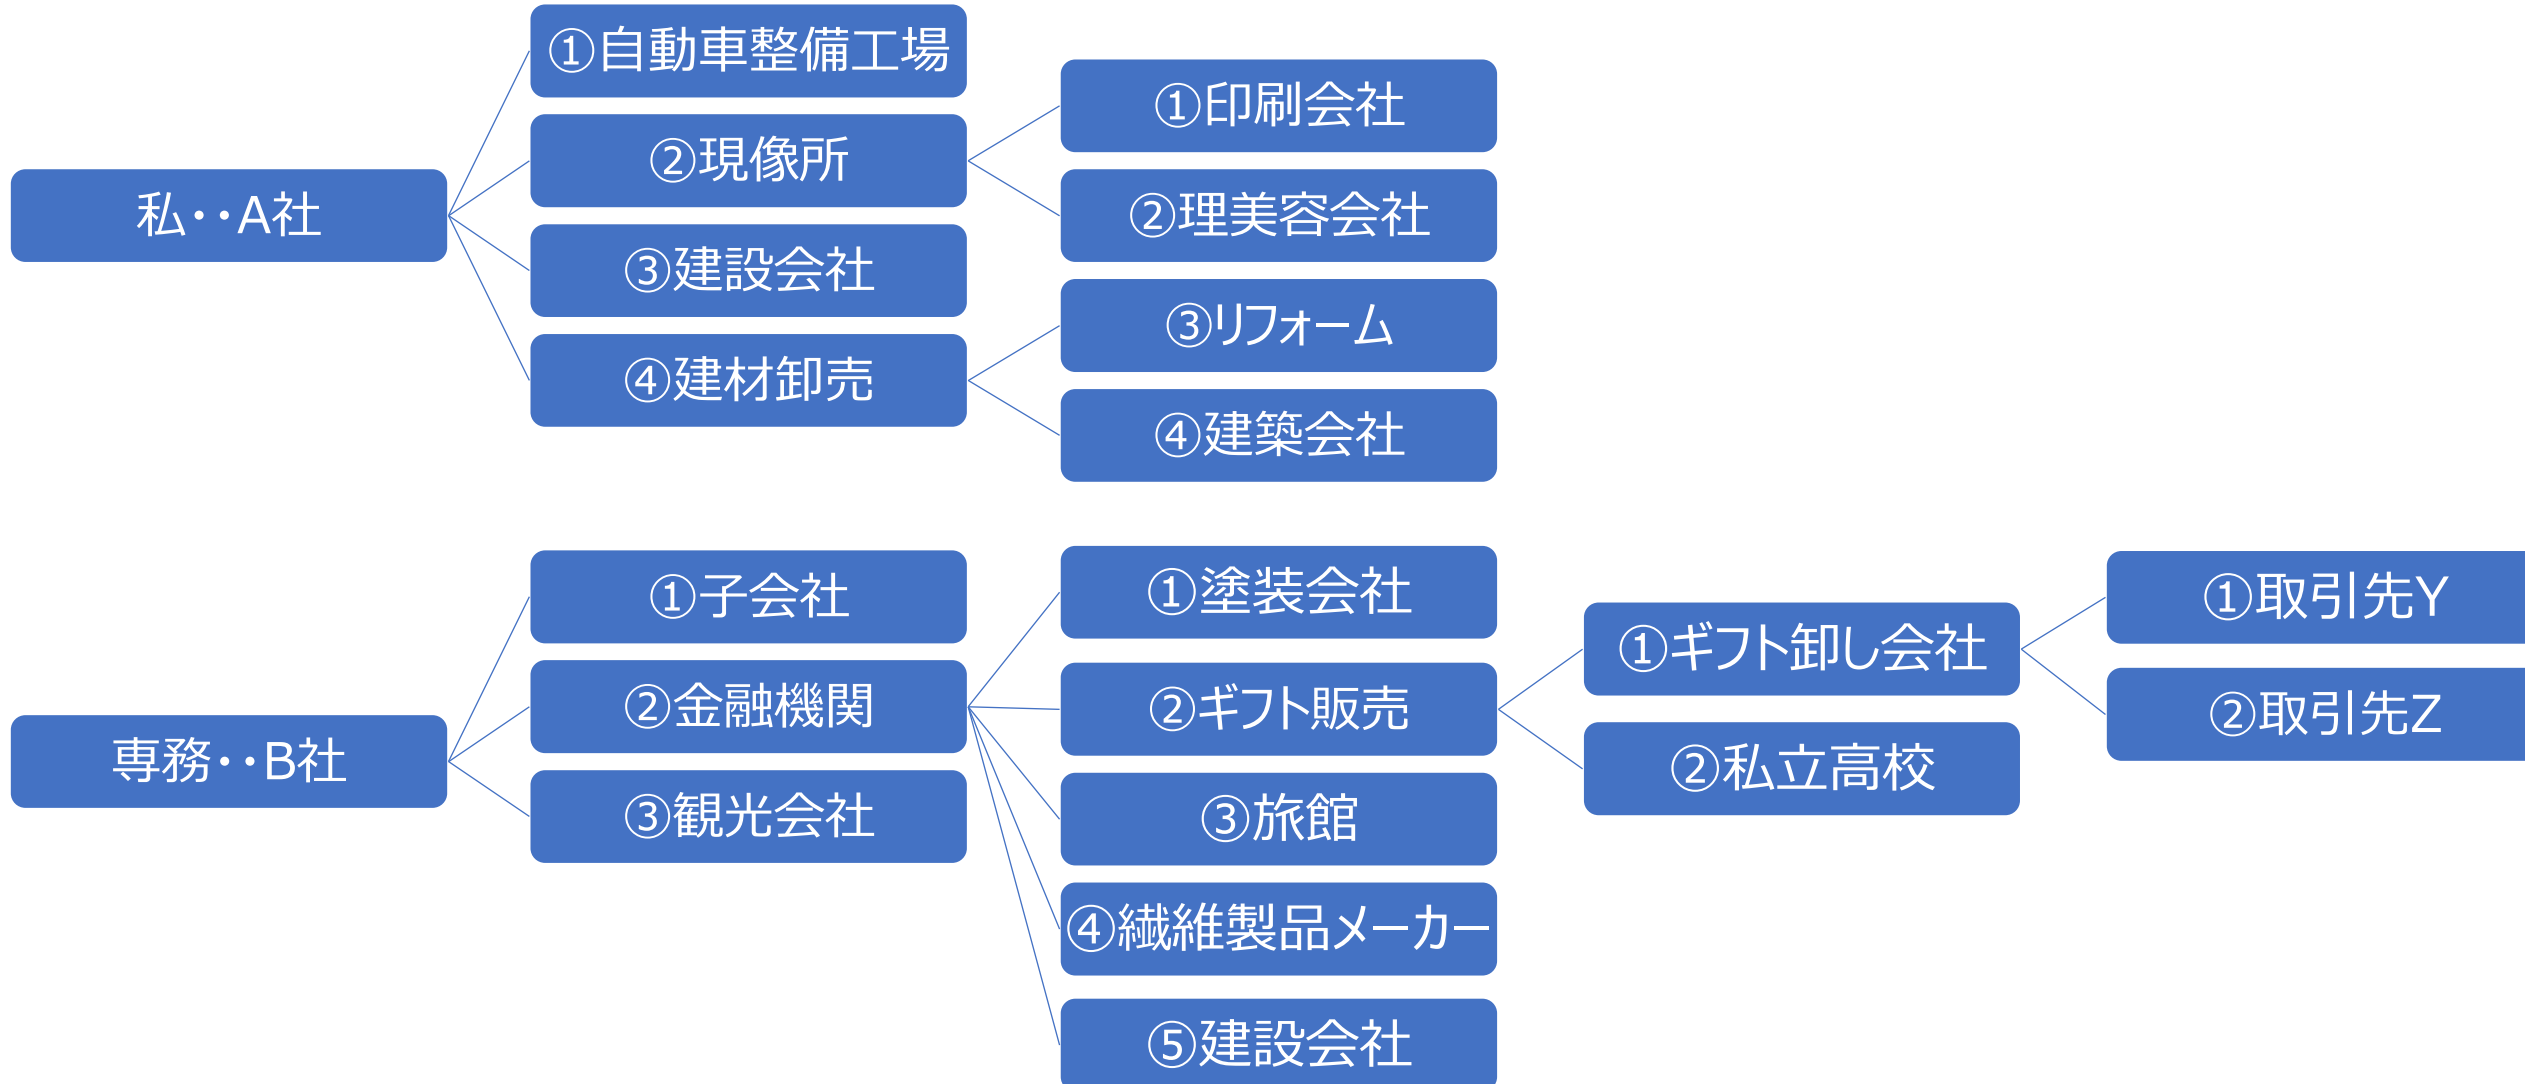 私・・A社
①自動車整備工場
②現像所
③建設会社
④建材卸売
①印刷会社
②理美容会社
③リフォーム
④建築会社
専務・・B社
①子会社
②金融機関
③観光会社
①塗装会社
②ギフト販売
③旅館
④繊維製品メーカー
⑤建設会社
①ギフト卸し会社
②私立高校
①取引先Y
②取引先Z